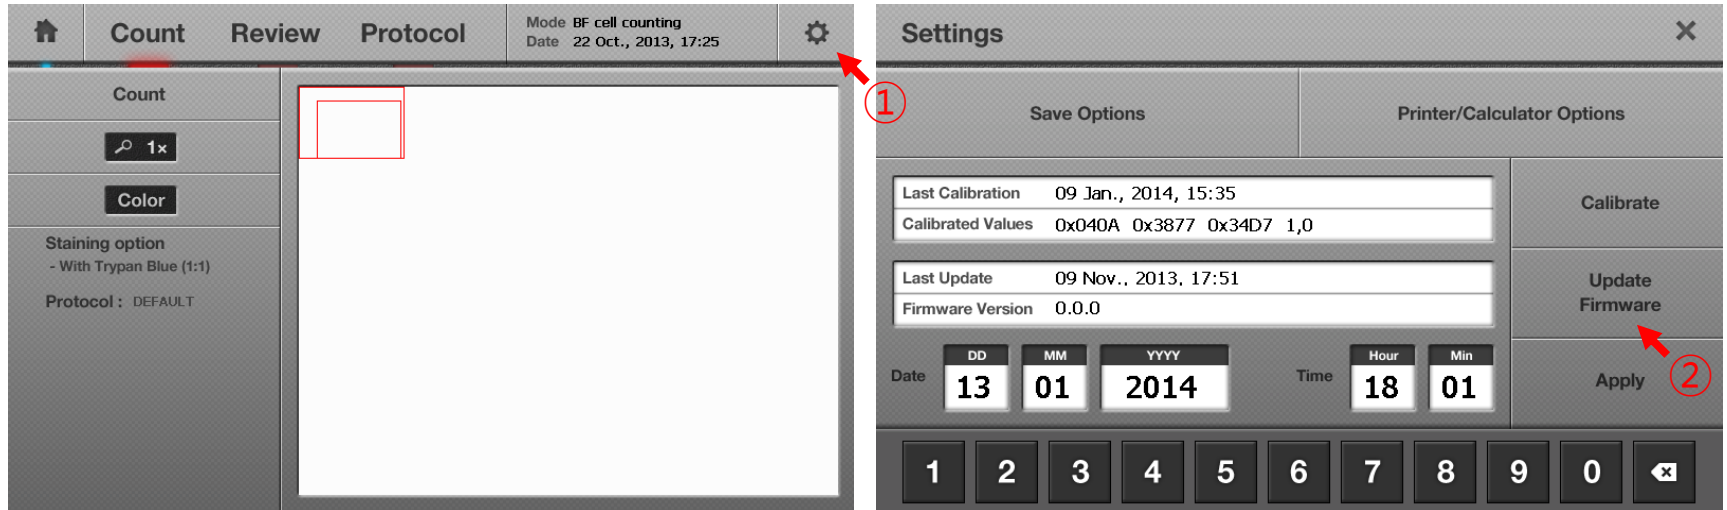 Count Review Protocol
Mode BF cell counting
Date 22 Oct., 2013, 17:25
①
Count
1×
Color
Staining option
- With Trypan Blue (1:1)
Protocol : DEFAULT
Settings
Save Options
Printer/Calculator Options
Last Calibration 09 Jan., 2014, 15:35
Calibrated Values 0x040A 0x3877 0x34D7 1,0
Calibrate
Last Update 09 Nov., 2013, 17:51
Firmware Version 0.0.0
Update
Firmware
②
DD MM YYYY Hour Min
Date 13 01 2014 Time 18 01
Apply
1 2 3 4 5 6 7 8 9 0